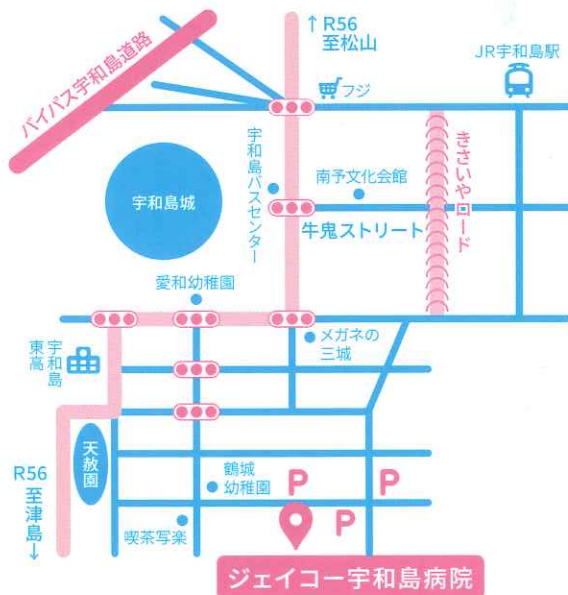 ↑R56
至松山
JR宇和島駅
バイパス宇和島道路
フジ
宇和島バスセンター
きさいやロード
南予文化会館
宇和島城
牛鬼ストリート
愛和幼稚園
メガネの
三城
宇和島
東高
天赦園
R56
至津島
↓
鶴城
幼稚園
P
P
P
喫茶写楽
ジェイコー宇和島病院